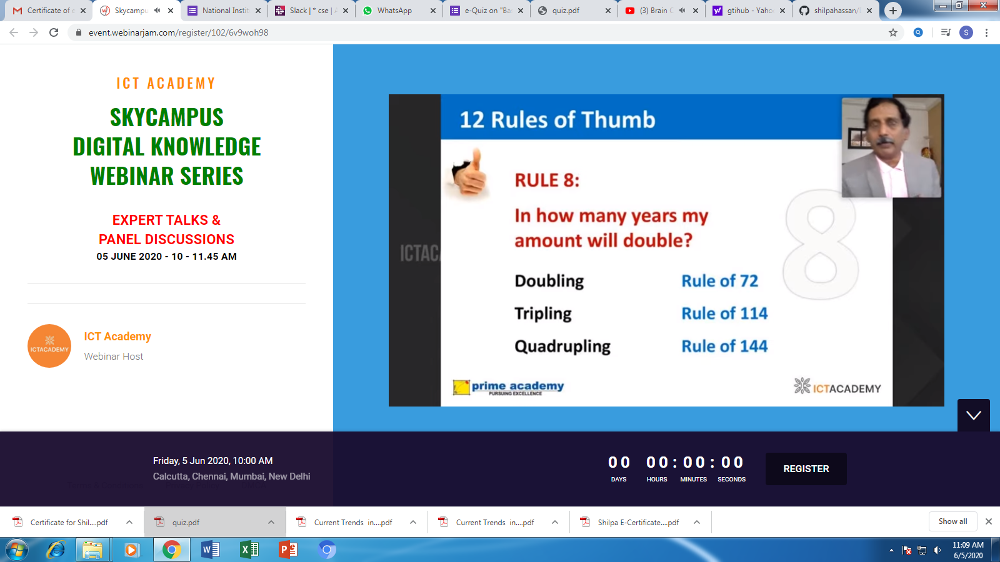 Certificate of e
Skycampus
National Instit
Slack | * cse | A
WhatsApp
e-Quiz on "Bas
quiz.pdf
(3) Brain C
gtihub - Yahoo
shilpahassan/
event.webinarjam.com/register/102/6v9woh98
S
ICT ACADEMY
SKYCAMPUS
DIGITAL KNOWLEDGE
WEBINAR SERIES
EXPERT TALKS &
PANEL DISCUSSIONS
05 JUNE 2020 - 10 - 11.45 AM
ICTACADEMY
ICT Academy
Webinar Host
12 Rules of Thumb
RULE 8:
In how many years my
amount will double?
8
ICTAC
Doubling Rule of 72
Tripling Rule of 114
Quadrupling Rule of 144
prime academy
PURSUING EXCELLENCE
ICTACADEMY
Friday, 5 Jun 2020, 10:00 AM
Calcutta, Chennai, Mumbai, New Delhi
00 00 : 00 : 00
DAYS HOURS MINUTES SECONDS
REGISTER
Certificate for Shil....pdf
quiz.pdf
Current Trends in....pdf
Current Trends in....pdf
Shilpa E-Certificate....pdf
Show all
11:09 AM
6/5/2020